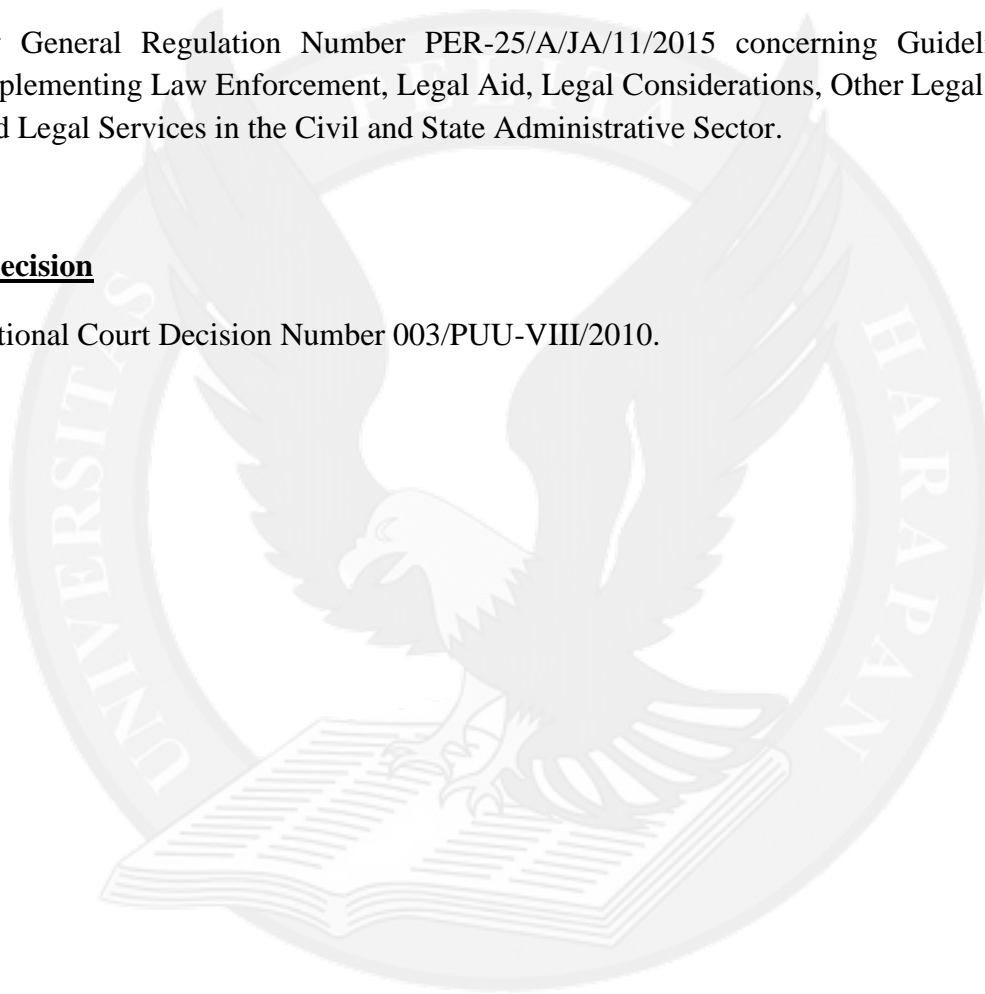 General Regulation Number PER-25/A/JA/11/2015 concerning Guideli
plementing Law Enforcement, Legal Aid, Legal Considerations, Other Legal
d Legal Services in the Civil and State Administrative Sector.
ecision
tional Court Decision Number 003/PUU-VIII/2010.
UNIVERSITAS PELITA HARAPAN